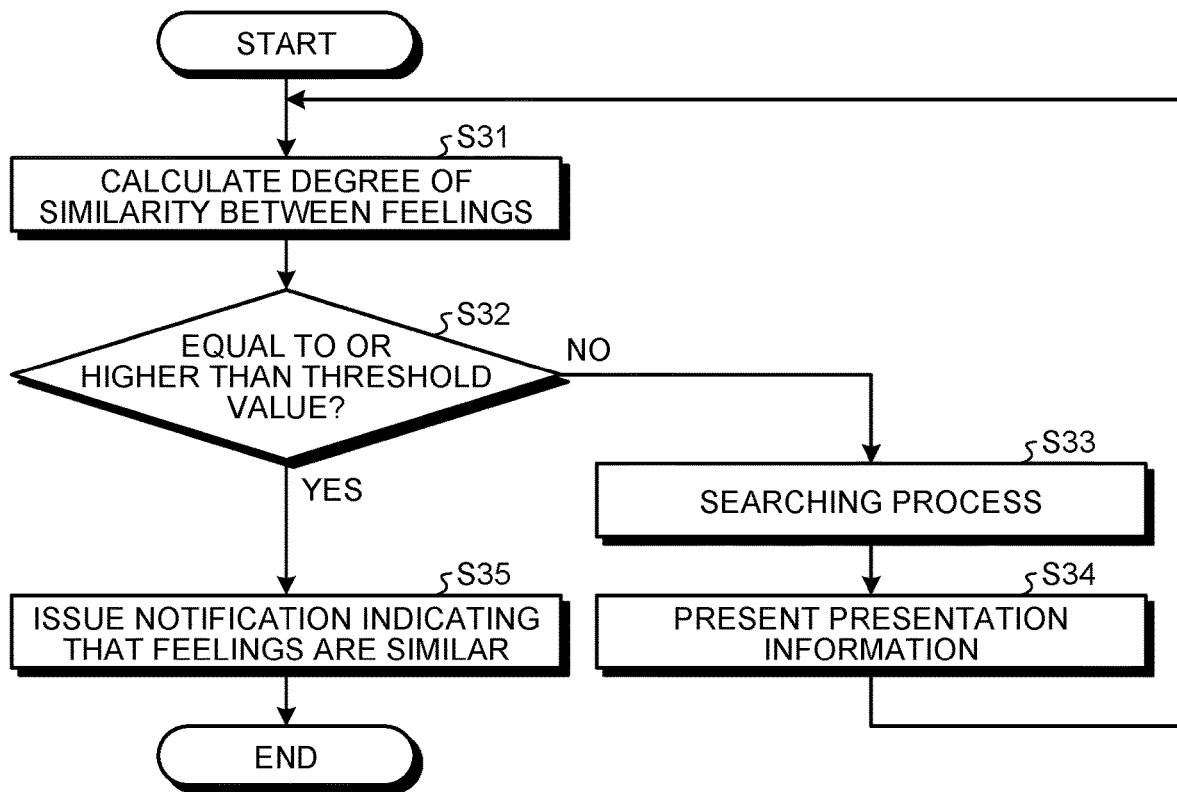 START
S31
CALCULATE DEGREE OF
SIMILARITY BETWEEN FEELINGS
S32
EQUAL TO OR
HIGHER THAN THRESHOLD
VALUE?
NO
YES
S33
SEARCHING PROCESS
S34
PRESENT PRESENTATION
INFORMATION
S35
ISSUE NOTIFICATION INDICATING
THAT FEELINGS ARE SIMILAR
END